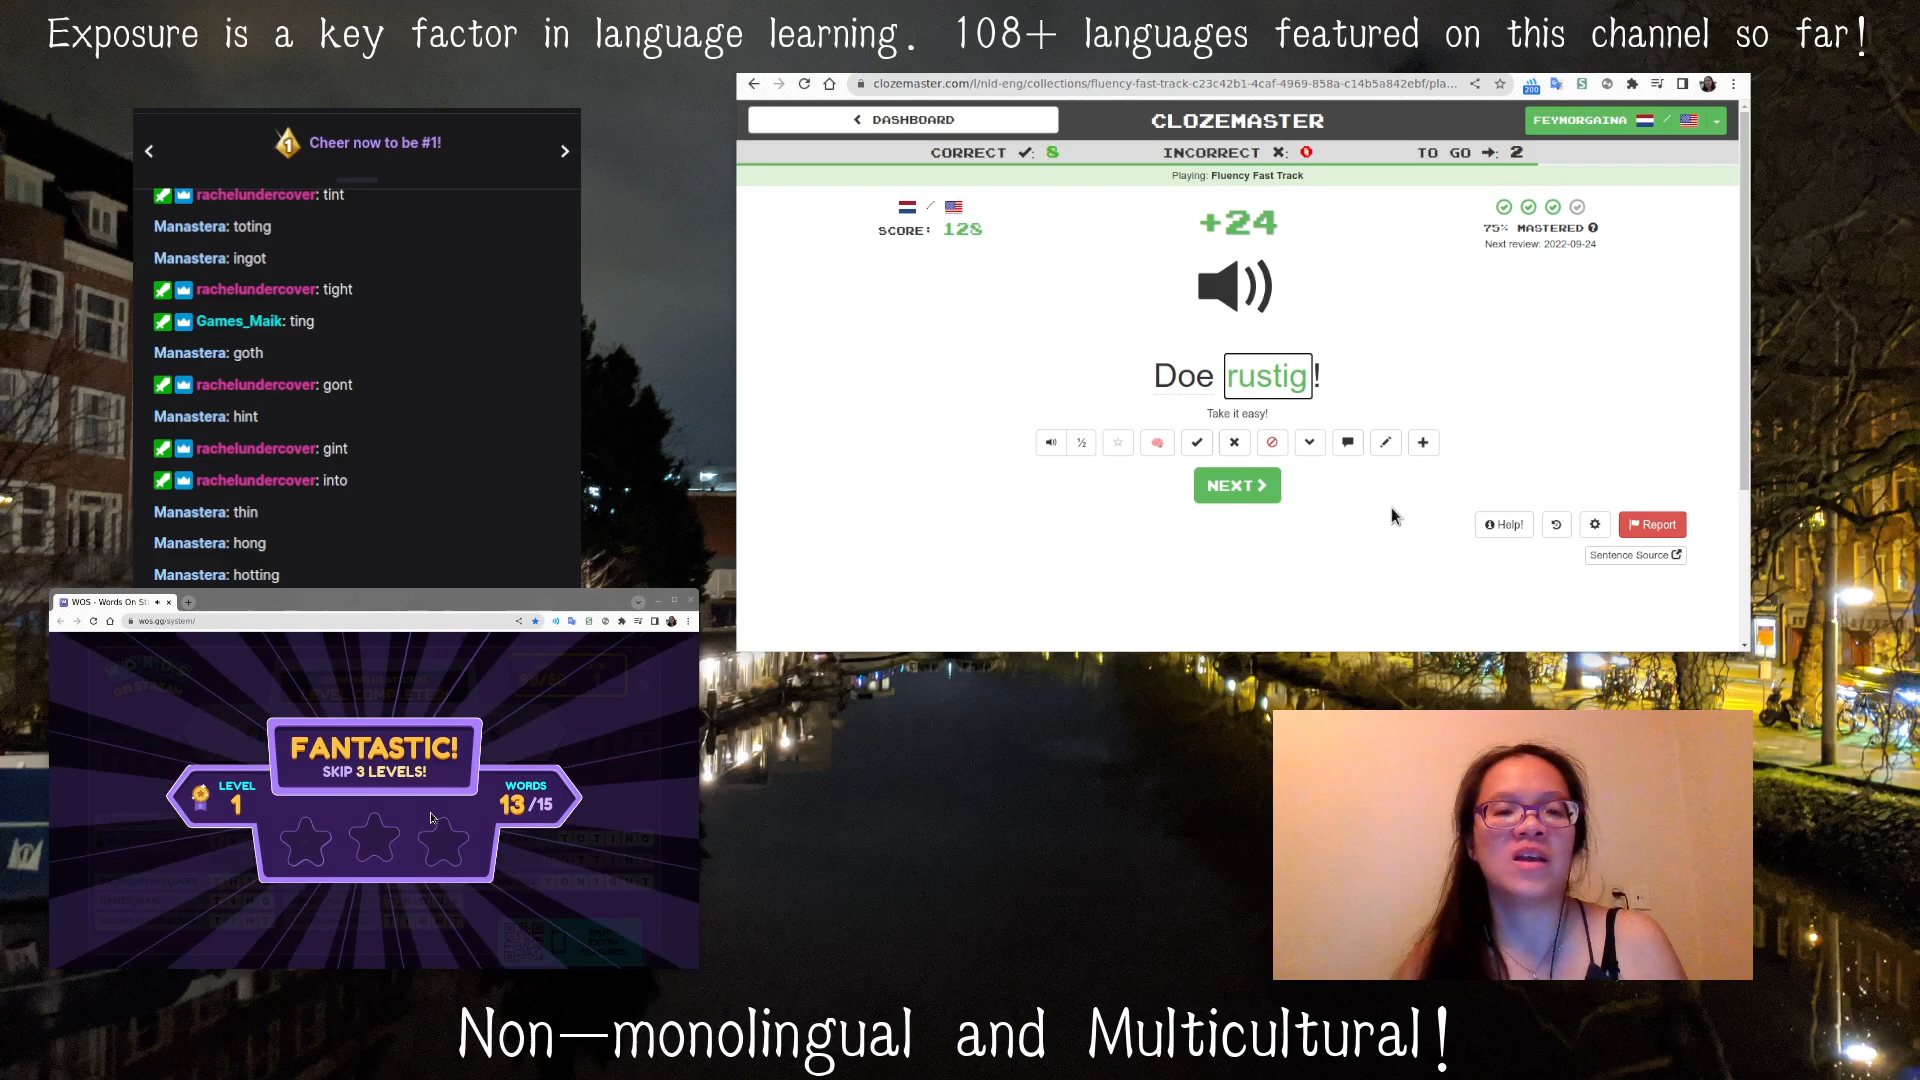 Exposure is a key factor in language learning. 108+ languages featured on this channel so far!
Cheer now to be #1!
rachelundercover: tint
Manastera: toting
Manastera: ingot
rachelundercover: tight
Games_Maik: ting
Manastera: goth
rachelundercover: gont
Manastera: hint
rachelundercover: gint
rachelundercover: into
Manastera: thin
Manastera: hong
Manastera: hotting
clozemaster.com/l/nld-eng/collections/fluency-fast-track-c23c42b1-4caf-4969-858a-c14b5a842ebf/pla...
200
DASHBOARD
CLOZEMASTER
FEYMORGAINA
CORRECT ✔: 8
INCORRECT ✖: 0
TO GO ➔: 2
Playing: Fluency Fast Track
SCORE: 128
+24
75% MASTERED
Next review: 2022-09-24
Doe rustig!
Take it easy!
½
NEXT
Help!
Report
Sentence Source
WOS - Words On Str
wos.gg/system/
FANTASTIC!
SKIP 3 LEVELS!
LEVEL
1
WORDS
13/15
Non-monolingual and Multicultural!